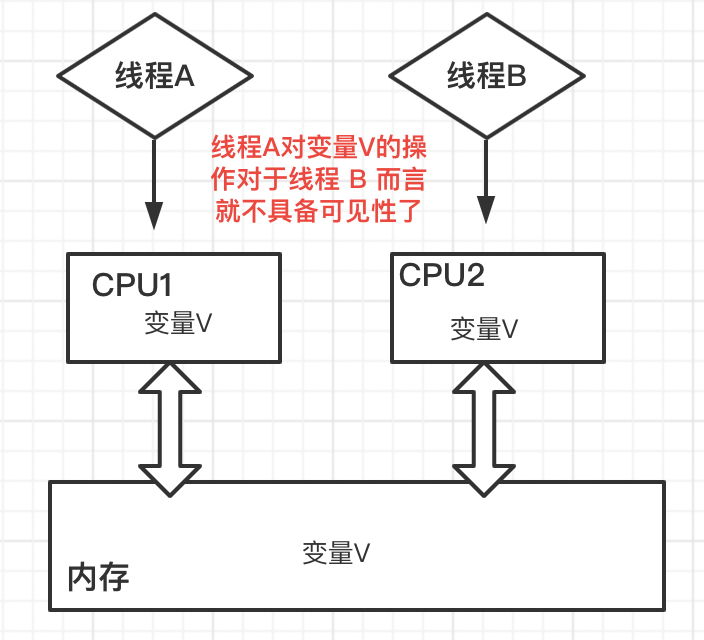 线程A
线程B
线程A对变量V的操
作对于线程 B 而言
就不具备可见性了
CPU1
变量V
CPU2
变量V
变量V
内存